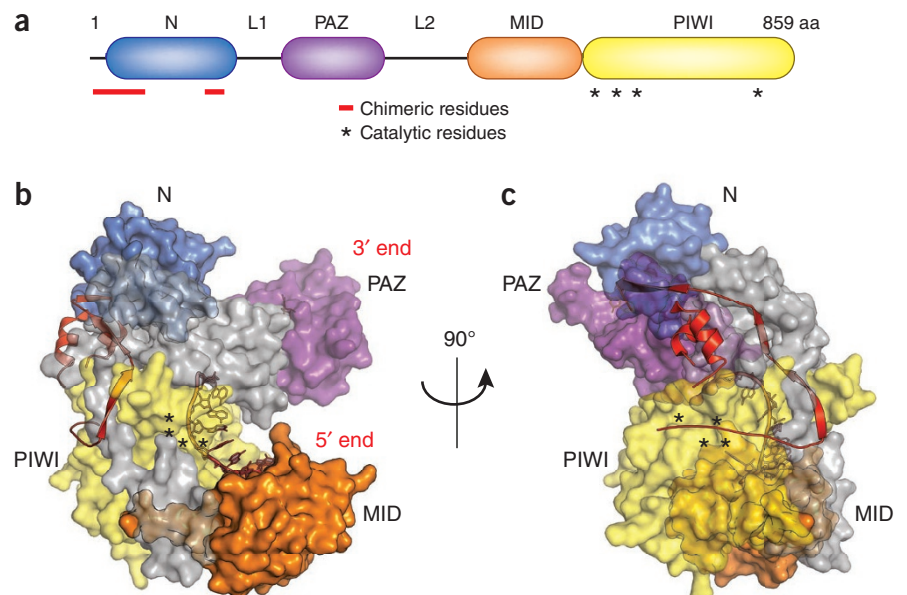 a
1 N L1 PAZ L2 MID PIWI 859 aa
* * * *
Chimeric residues
* Catalytic residues
b
N
3′ end
PAZ
* * * *
5′ end
PIWI
MID
90°
c
N
PAZ
* * * *
*
PIWI
MID